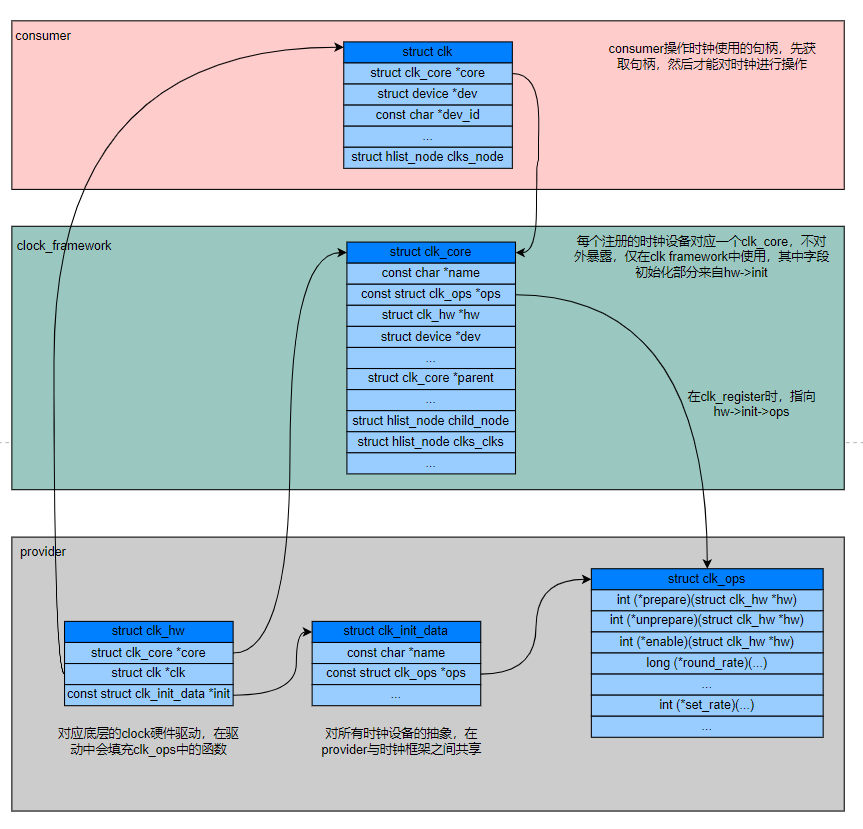 consumer
struct clk
struct clk_core *core
struct device *dev
const char *dev_id
...
struct hlist_node clks_node
consumer操作时钟使用的句柄，先获
取句柄，然后才能对时钟进行操作
clock_framework
struct clk_core
const char *name
const struct clk_ops *ops
struct clk_hw *hw
struct device *dev
...
struct clk_core *parent
...
struct hlist_node child_node
struct hlist_node clks_clks
...
每个注册的时钟设备对应一个clk_core，不对
外暴露，仅在clk framework中使用，其中字段
初始化部分来自hw->init
在clk_register时，指向
hw->init->ops
provider
struct clk_hw
struct clk_core *core
struct clk *clk
const struct clk_init_data *init
对应底层的clock硬件驱动，在驱
动中会填充clk_ops中的函数
struct clk_init_data
const char *name
const struct clk_ops *ops
...
对所有时钟设备的抽象，在
provider与时钟框架之间共享
struct clk_ops
int (*prepare)(struct clk_hw *hw)
int (*unprepare)(struct clk_hw *hw)
int (*enable)(struct clk_hw *hw)
long (*round_rate)(...)
...
int (*set_rate)(...)
...